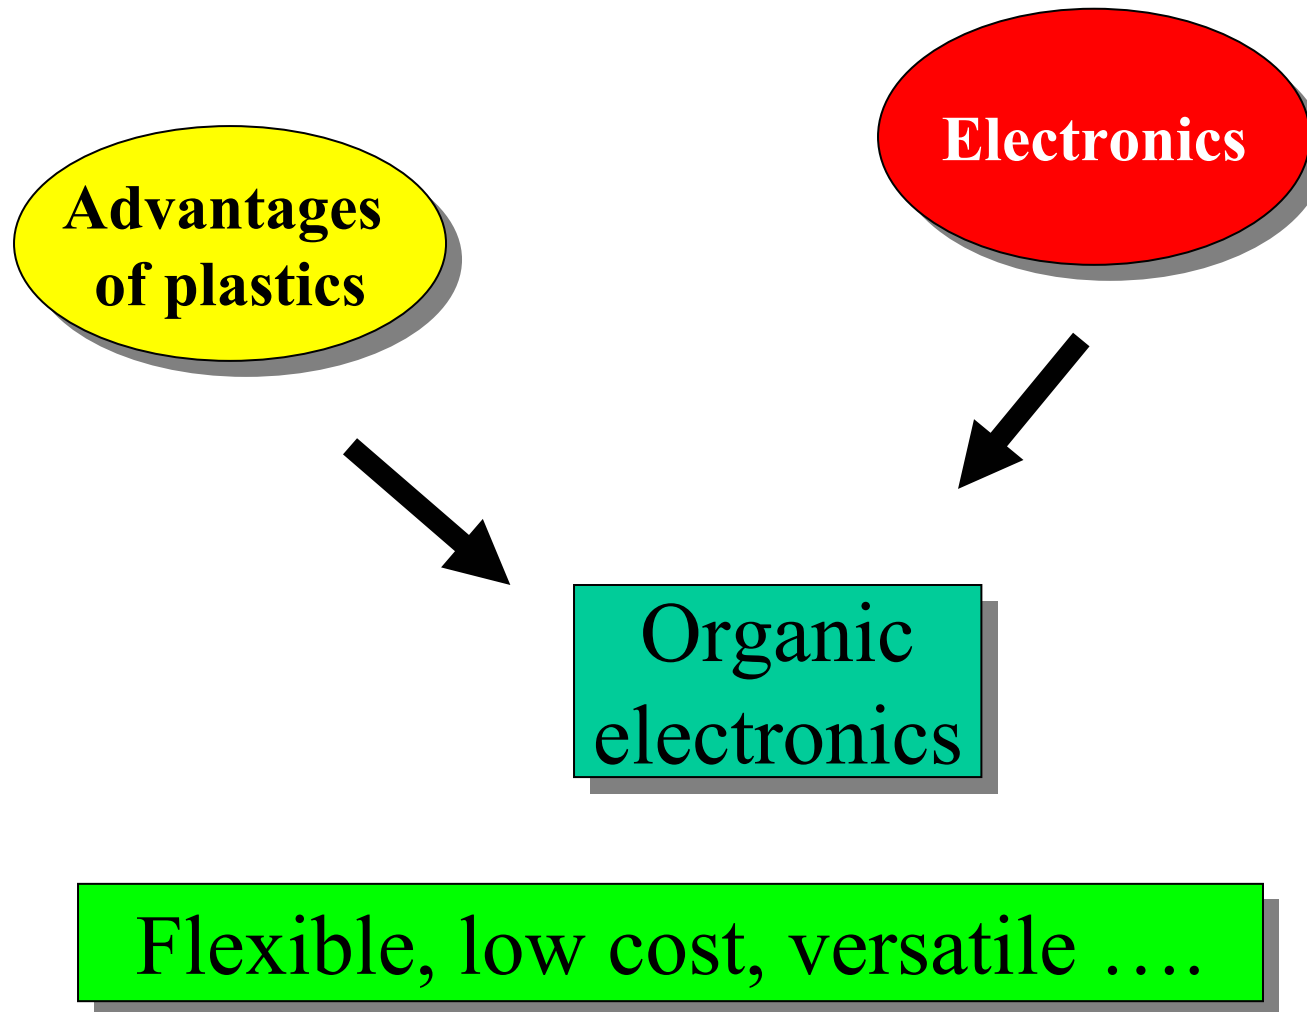 Electronics
Advantages
of plastics
Organic
electronics
Flexible, low cost, versatile ….